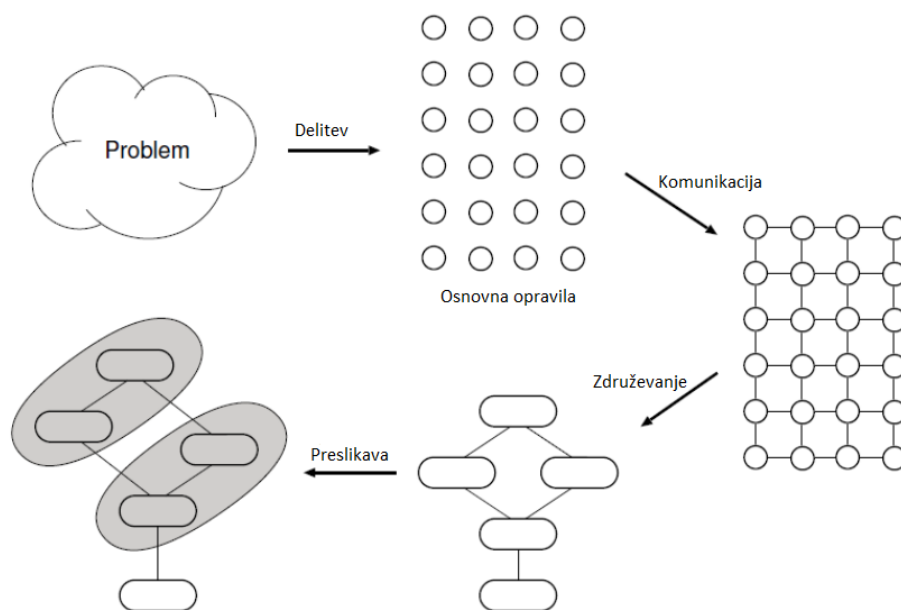 Problem
Delitev
Osnovna opravila
Komunikacija
Združevanje
Preslikava